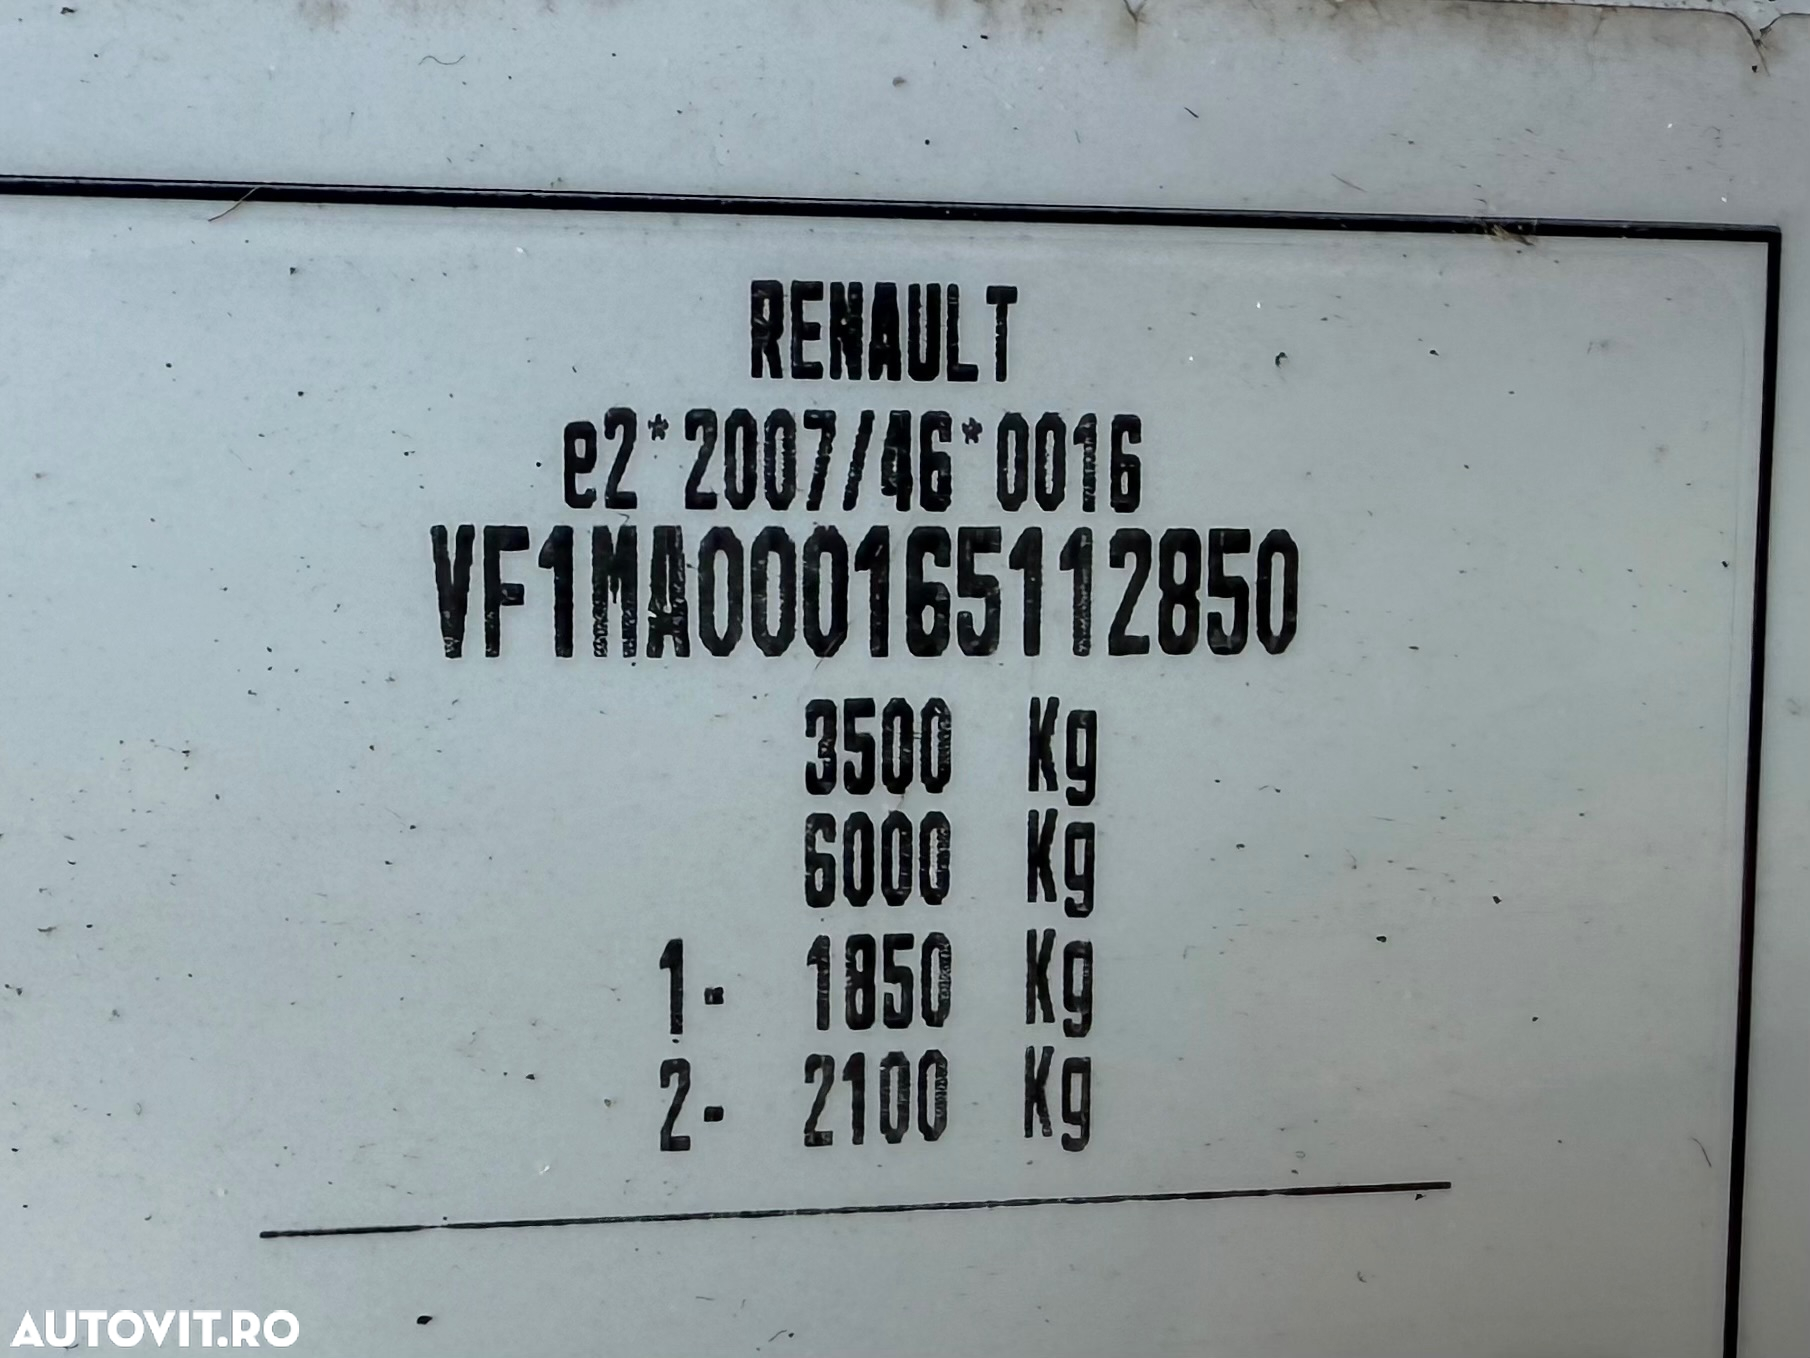 RENAULT
e2*2007/46*0016
VF1MA000165112850
3500 Kg
6000 Kg
1- 1850 Kg
2- 2100 Kg
AUTOVIT.RO